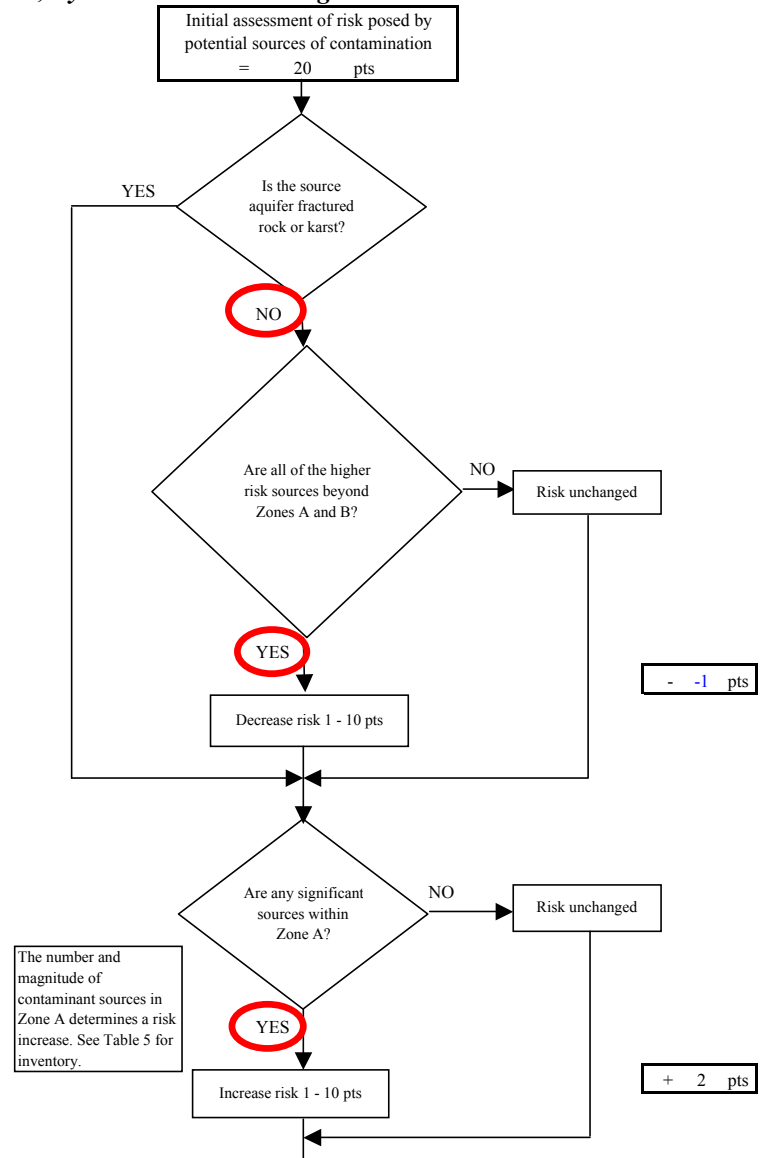 Initial assessment of risk posed by
potential sources of contamination
= 20 pts
YES
Is the source
aquifer fractured
rock or karst?
NO
Are all of the higher
risk sources beyond
Zones A and B?
NO
Risk unchanged
YES
- -1 pts
Decrease risk 1 - 10 pts
Are any significant
sources within
Zone A?
NO
Risk unchanged
The number and
magnitude of
contaminant sources in
Zone A determines a risk
increase. See Table 5 for
inventory.
YES
+ 2 pts
Increase risk 1 - 10 pts